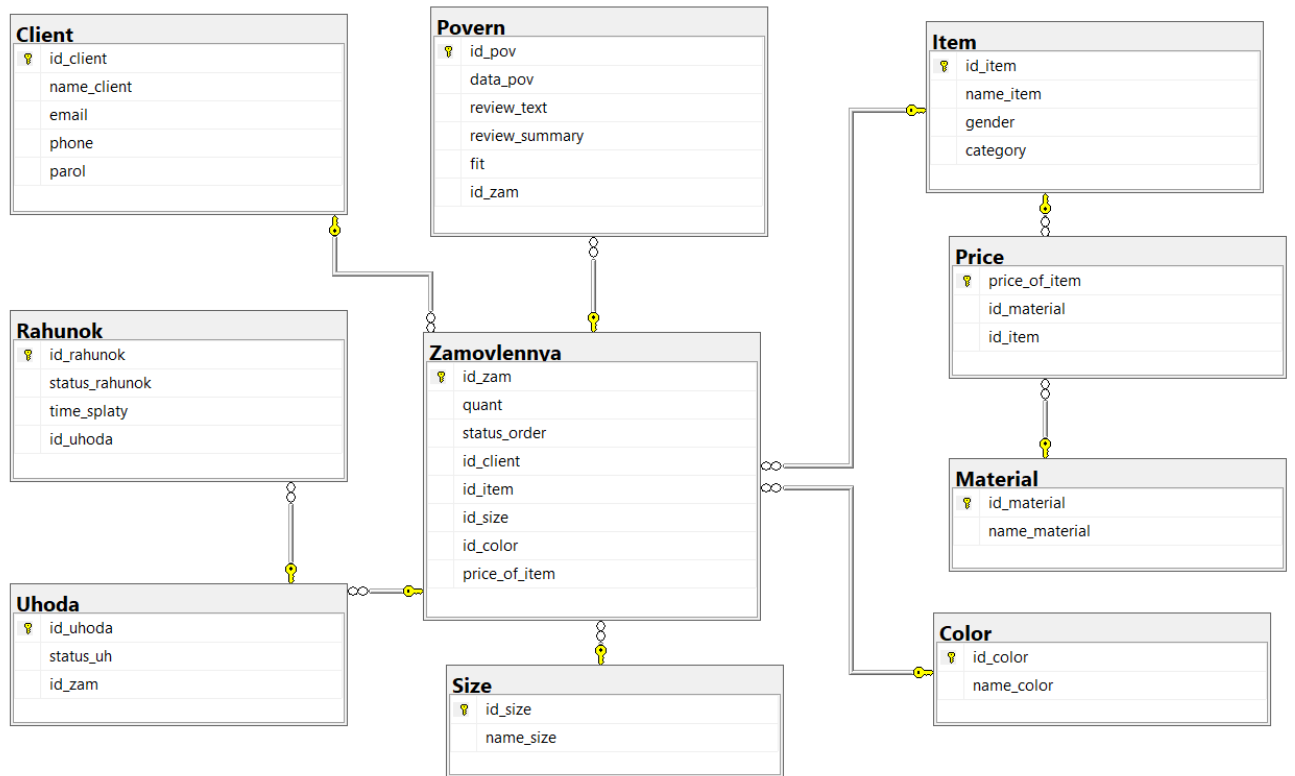 Client
id_client
name_client
email
phone
parol
Povern
id_pov
data_pov
review_text
review_summary
fit
id_zam
Item
id_item
name_item
gender
category
Price
price_of_item
id_material
id_item
Rahunok
id_rahunok
status_rahunok
time_splaty
id_uhoda
Zamovlennya
id_zam
quant
status_order
id_client
id_item
id_size
id_color
price_of_item
Material
id_material
name_material
Uhoda
id_uhoda
status_uh
id_zam
Size
id_size
name_size
Color
id_color
name_color